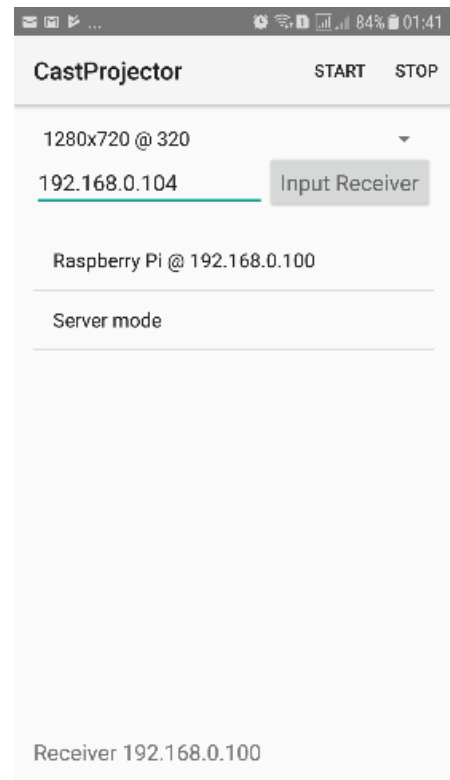 ... 84% 01:41
CastProjector START STOP
1280x720 @ 320
192.168.0.104 Input Receiver
Raspberry Pi @ 192.168.0.100
Server mode
Receiver 192.168.0.100